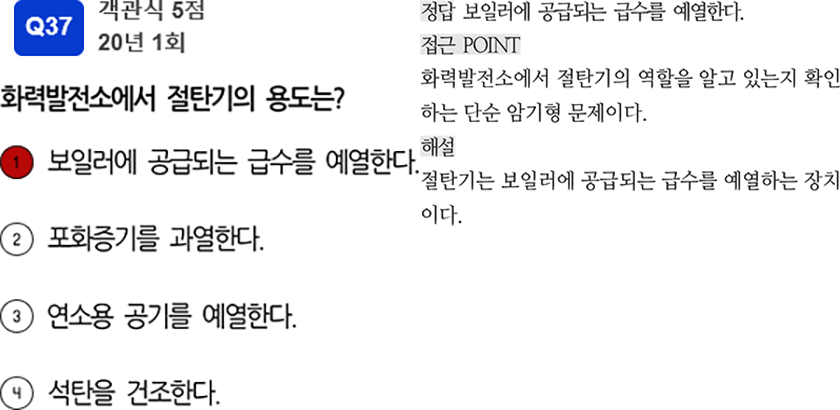 Q37
객관식 5점
20년 1회
화력발전소에서 절탄기의 용도는?
1 보일러에 공급되는 급수를 예열한다.
2 포화증기를 과열한다.
3 연소용 공기를 예열한다.
4 석탄을 건조한다.
정답 보일러에 공급되는 급수를 예열한다.
접근 POINT
화력발전소에서 절탄기의 역할을 알고 있는지 확인
하는 단순 암기형 문제이다.
해설
절탄기는 보일러에 공급되는 급수를 예열하는 장치
이다.